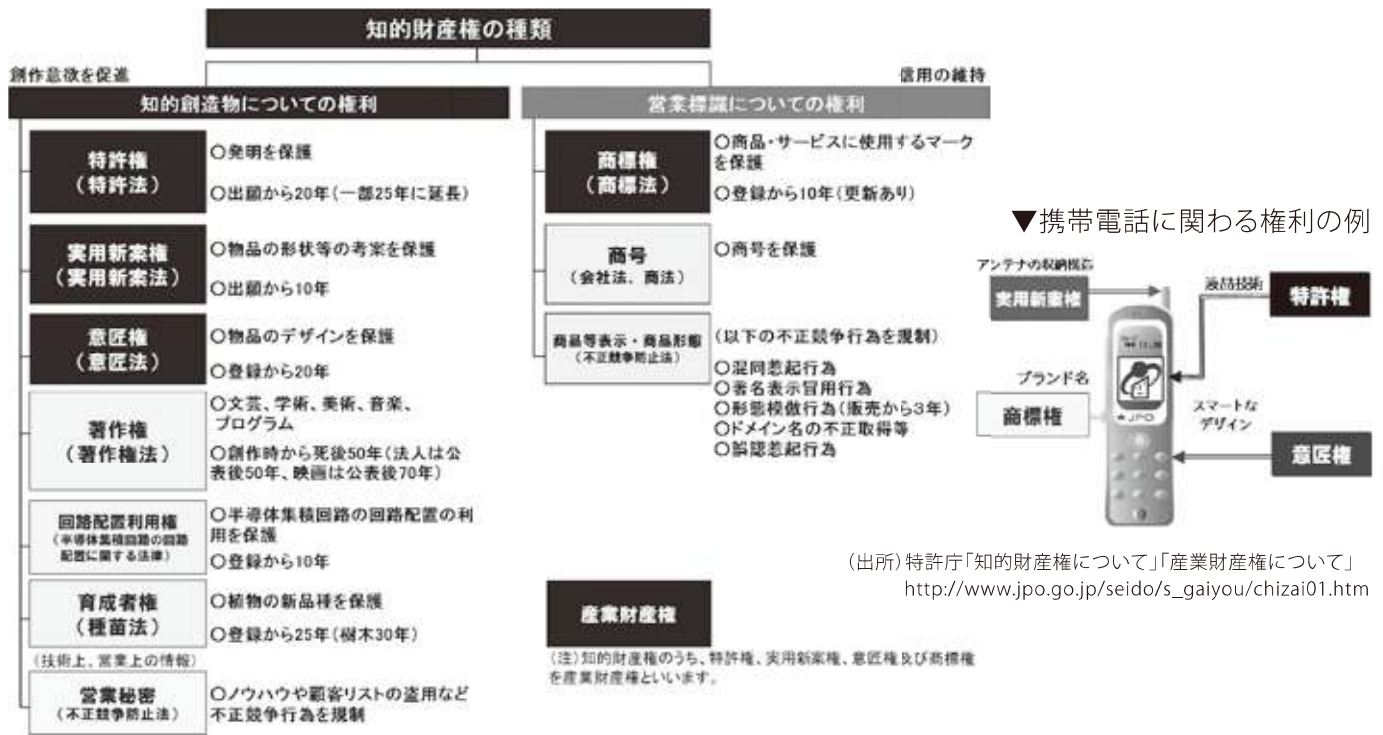 知的財産権の種類
創作意欲を促進
信用の維持
知的創造物についての権利
営業標識についての権利
特許権
(特許法)
○発明を保護
○出願から20年(一部25年に延長)
実用新案権
(実用新案法)
○物品の形状等の考案を保護
○出願から10年
意匠権
(意匠法)
○物品のデザインを保護
○登録から20年
著作権
(著作権法)
○文芸、学術、美術、音楽、
プログラム
○創作時から死後50年(法人は公
表後50年、映画は公表後70年)
回路配置利用権
(半導体集積回路の回路
配置に関する法律)
○半導体集積回路の回路配置の利
用を保護
○登録から10年
育成者権
(種苗法)
○植物の新品種を保護
○登録から25年(樹木30年)
(技術上、営業上の情報)
営業秘密
(不正競争防止法)
○ノウハウや顧客リストの盗用など
不正競争行為を規制
商標権
(商標法)
○商品・サービスに使用するマーク
を保護
○登録から10年(更新あり)
商号
(会社法、商法)
○商号を保護
商品等表示・商品形態
(不正競争防止法)
(以下の不正競争行為を規制)
○混同惹起行為
○著名表示冒用行為
○形態模倣行為(販売から3年)
○ドメイン名の不正取得等
○誤認惹起行為
産業財産権
(注)知的財産権のうち、特許権、実用新案権、意匠権及び商標権
を産業財産権といいます。
▼携帯電話に関わる権利の例
アンテナの収納構造
実用新案権
液晶技術
特許権
ブランド名
商標権
★JPO
スマートな
デザイン
意匠権
(出所)特許庁「知的財産権について」「産業財産権について」
http://www.jpo.go.jp/seido/s_gaiyou/chizai01.htm